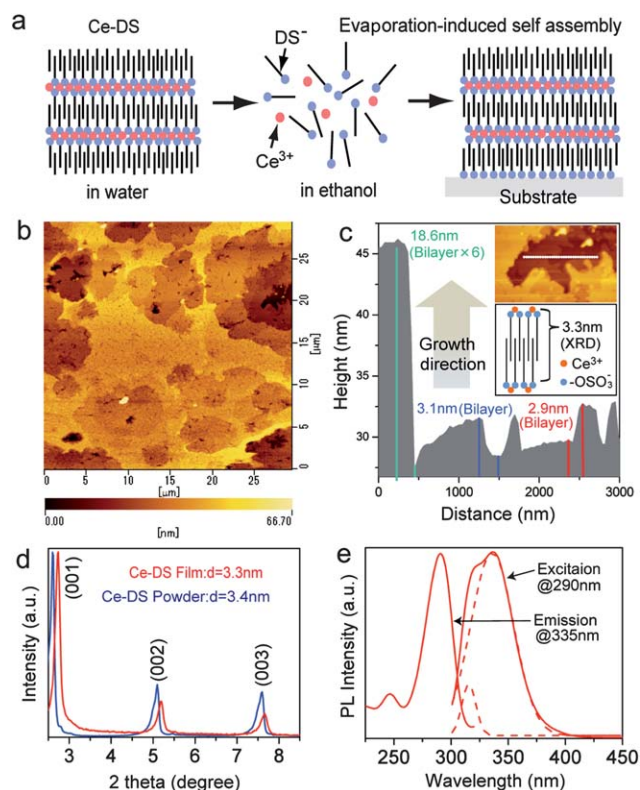 a
Ce-DS
DS⁻
Evaporation-induced self assembly
Ce³⁺
in water
in ethanol
Substrate
b
25
20
15
10
5
0
[μm]
0 5 10 15 20 25
[μm]
0.00 66.70
[nm]
c
45
40
35
30
Height (nm)
18.6nm
(Bilayer×6)
Growth
direction
3.3nm
(XRD)
Ce³⁺
-OSO₃⁻
3.1nm(Bilayer)
2.9nm
(Bilayer)
0 1000 2000 3000
Distance (nm)
d
Intensity (a.u.)
(001)
Ce-DS Film:d=3.3nm
Ce-DS Powder:d=3.4nm
(002)
(003)
3 4 5 6 7 8
2 theta (degree)
e
PL Intensity (a.u.)
Excitaion
@290nm
Emission
@335nm
250 300 350 400 450
Wavelength (nm)